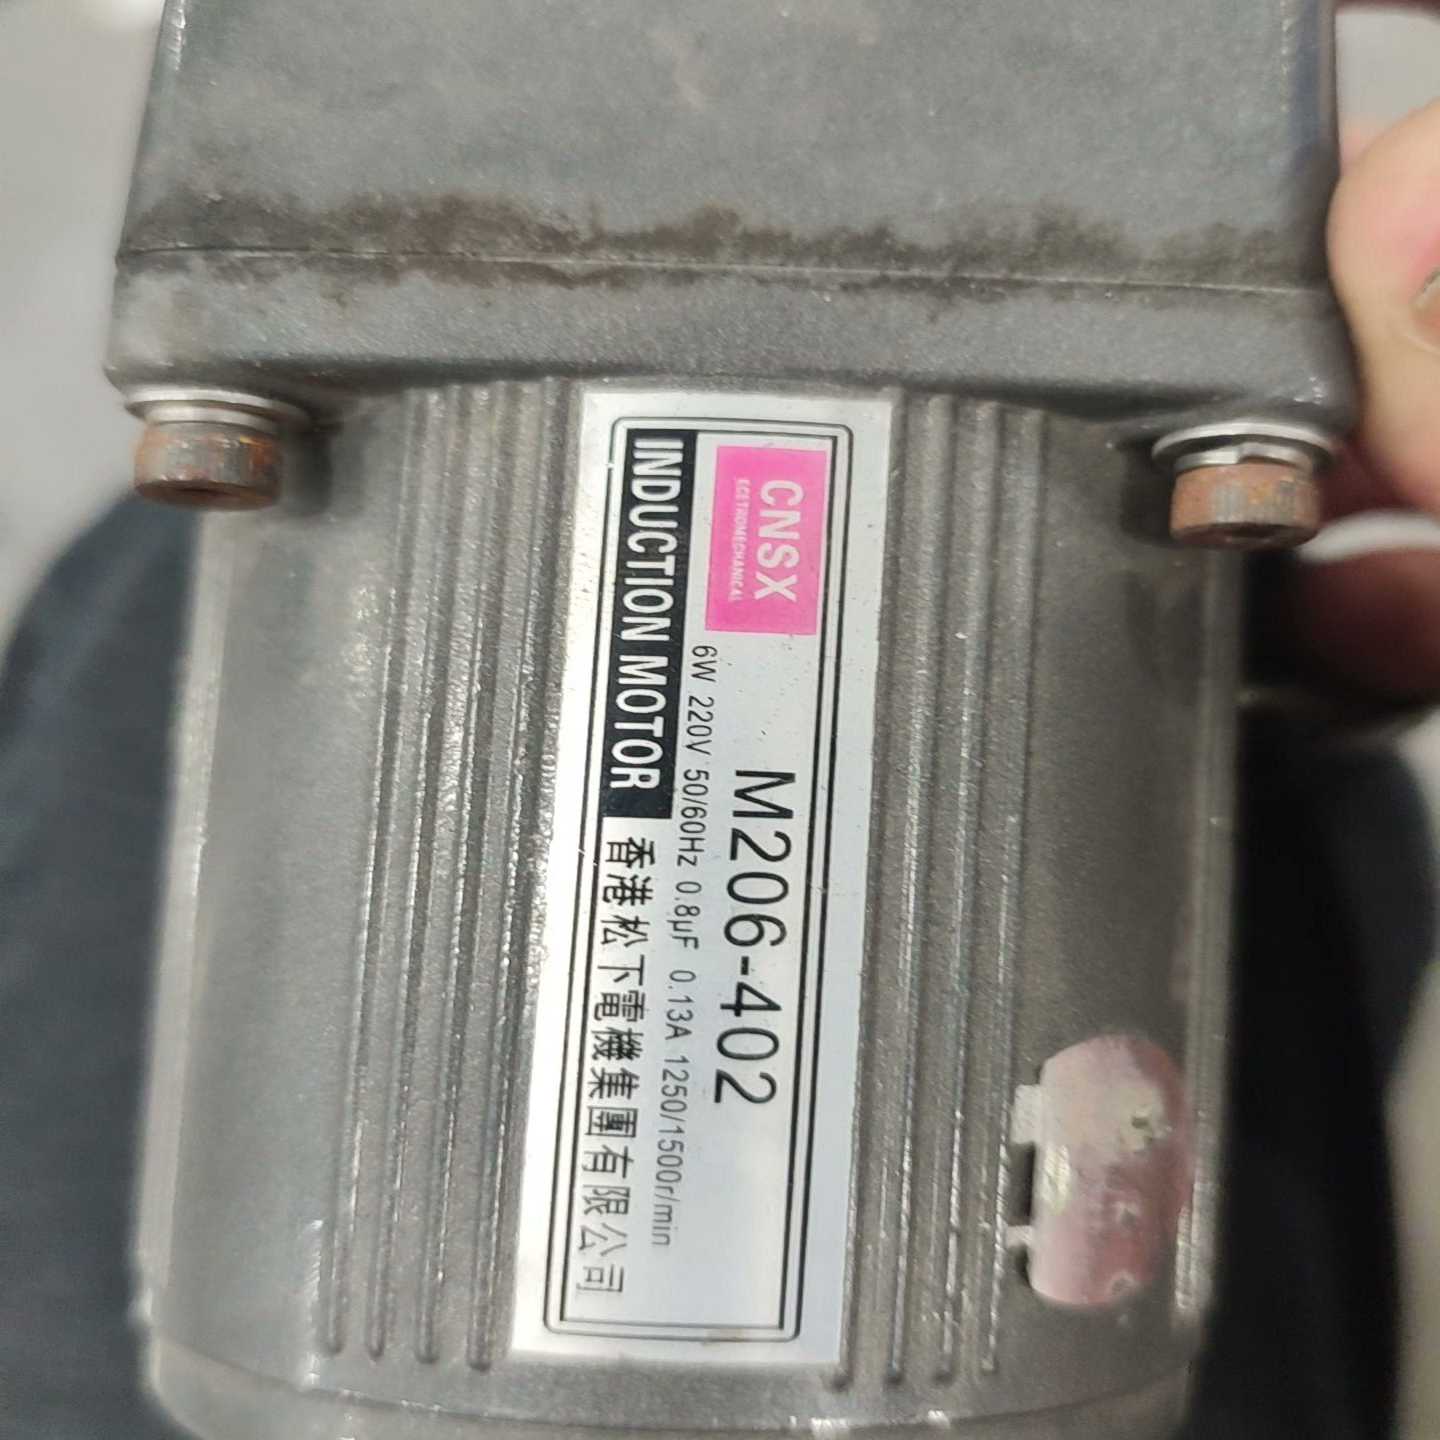 CNSX
ECETROMECHANICAL
M206-402
6W 220V 50/60Hz 0.8μF 0.13A 1250/1500r/min
INDUCTION MOTOR 香港松下電機集團有限公司